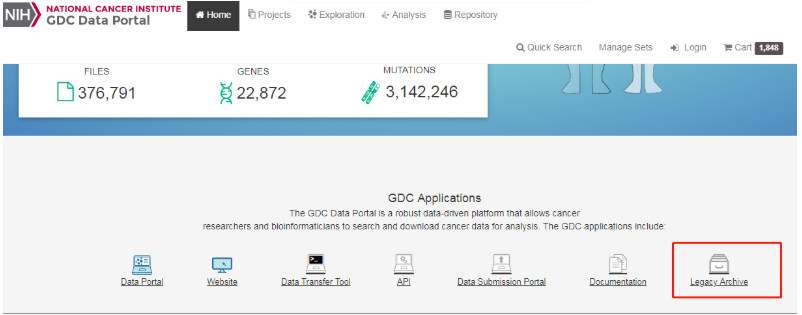 NIH NATIONAL CANCER INSTITUTE
GDC Data Portal
Home Projects Exploration Analysis Repository
Quick Search Manage Sets Login Cart 1,848
FILES GENES MUTATIONS
376,791 22,872 3,142,246
GDC Applications
The GDC Data Portal is a robust data-driven platform that allows cancer
researchers and bioinformaticians to search and download cancer data for analysis. The GDC applications include:
Data Portal Website Data Transfer Tool API Data Submission Portal Documentation Legacy Archive